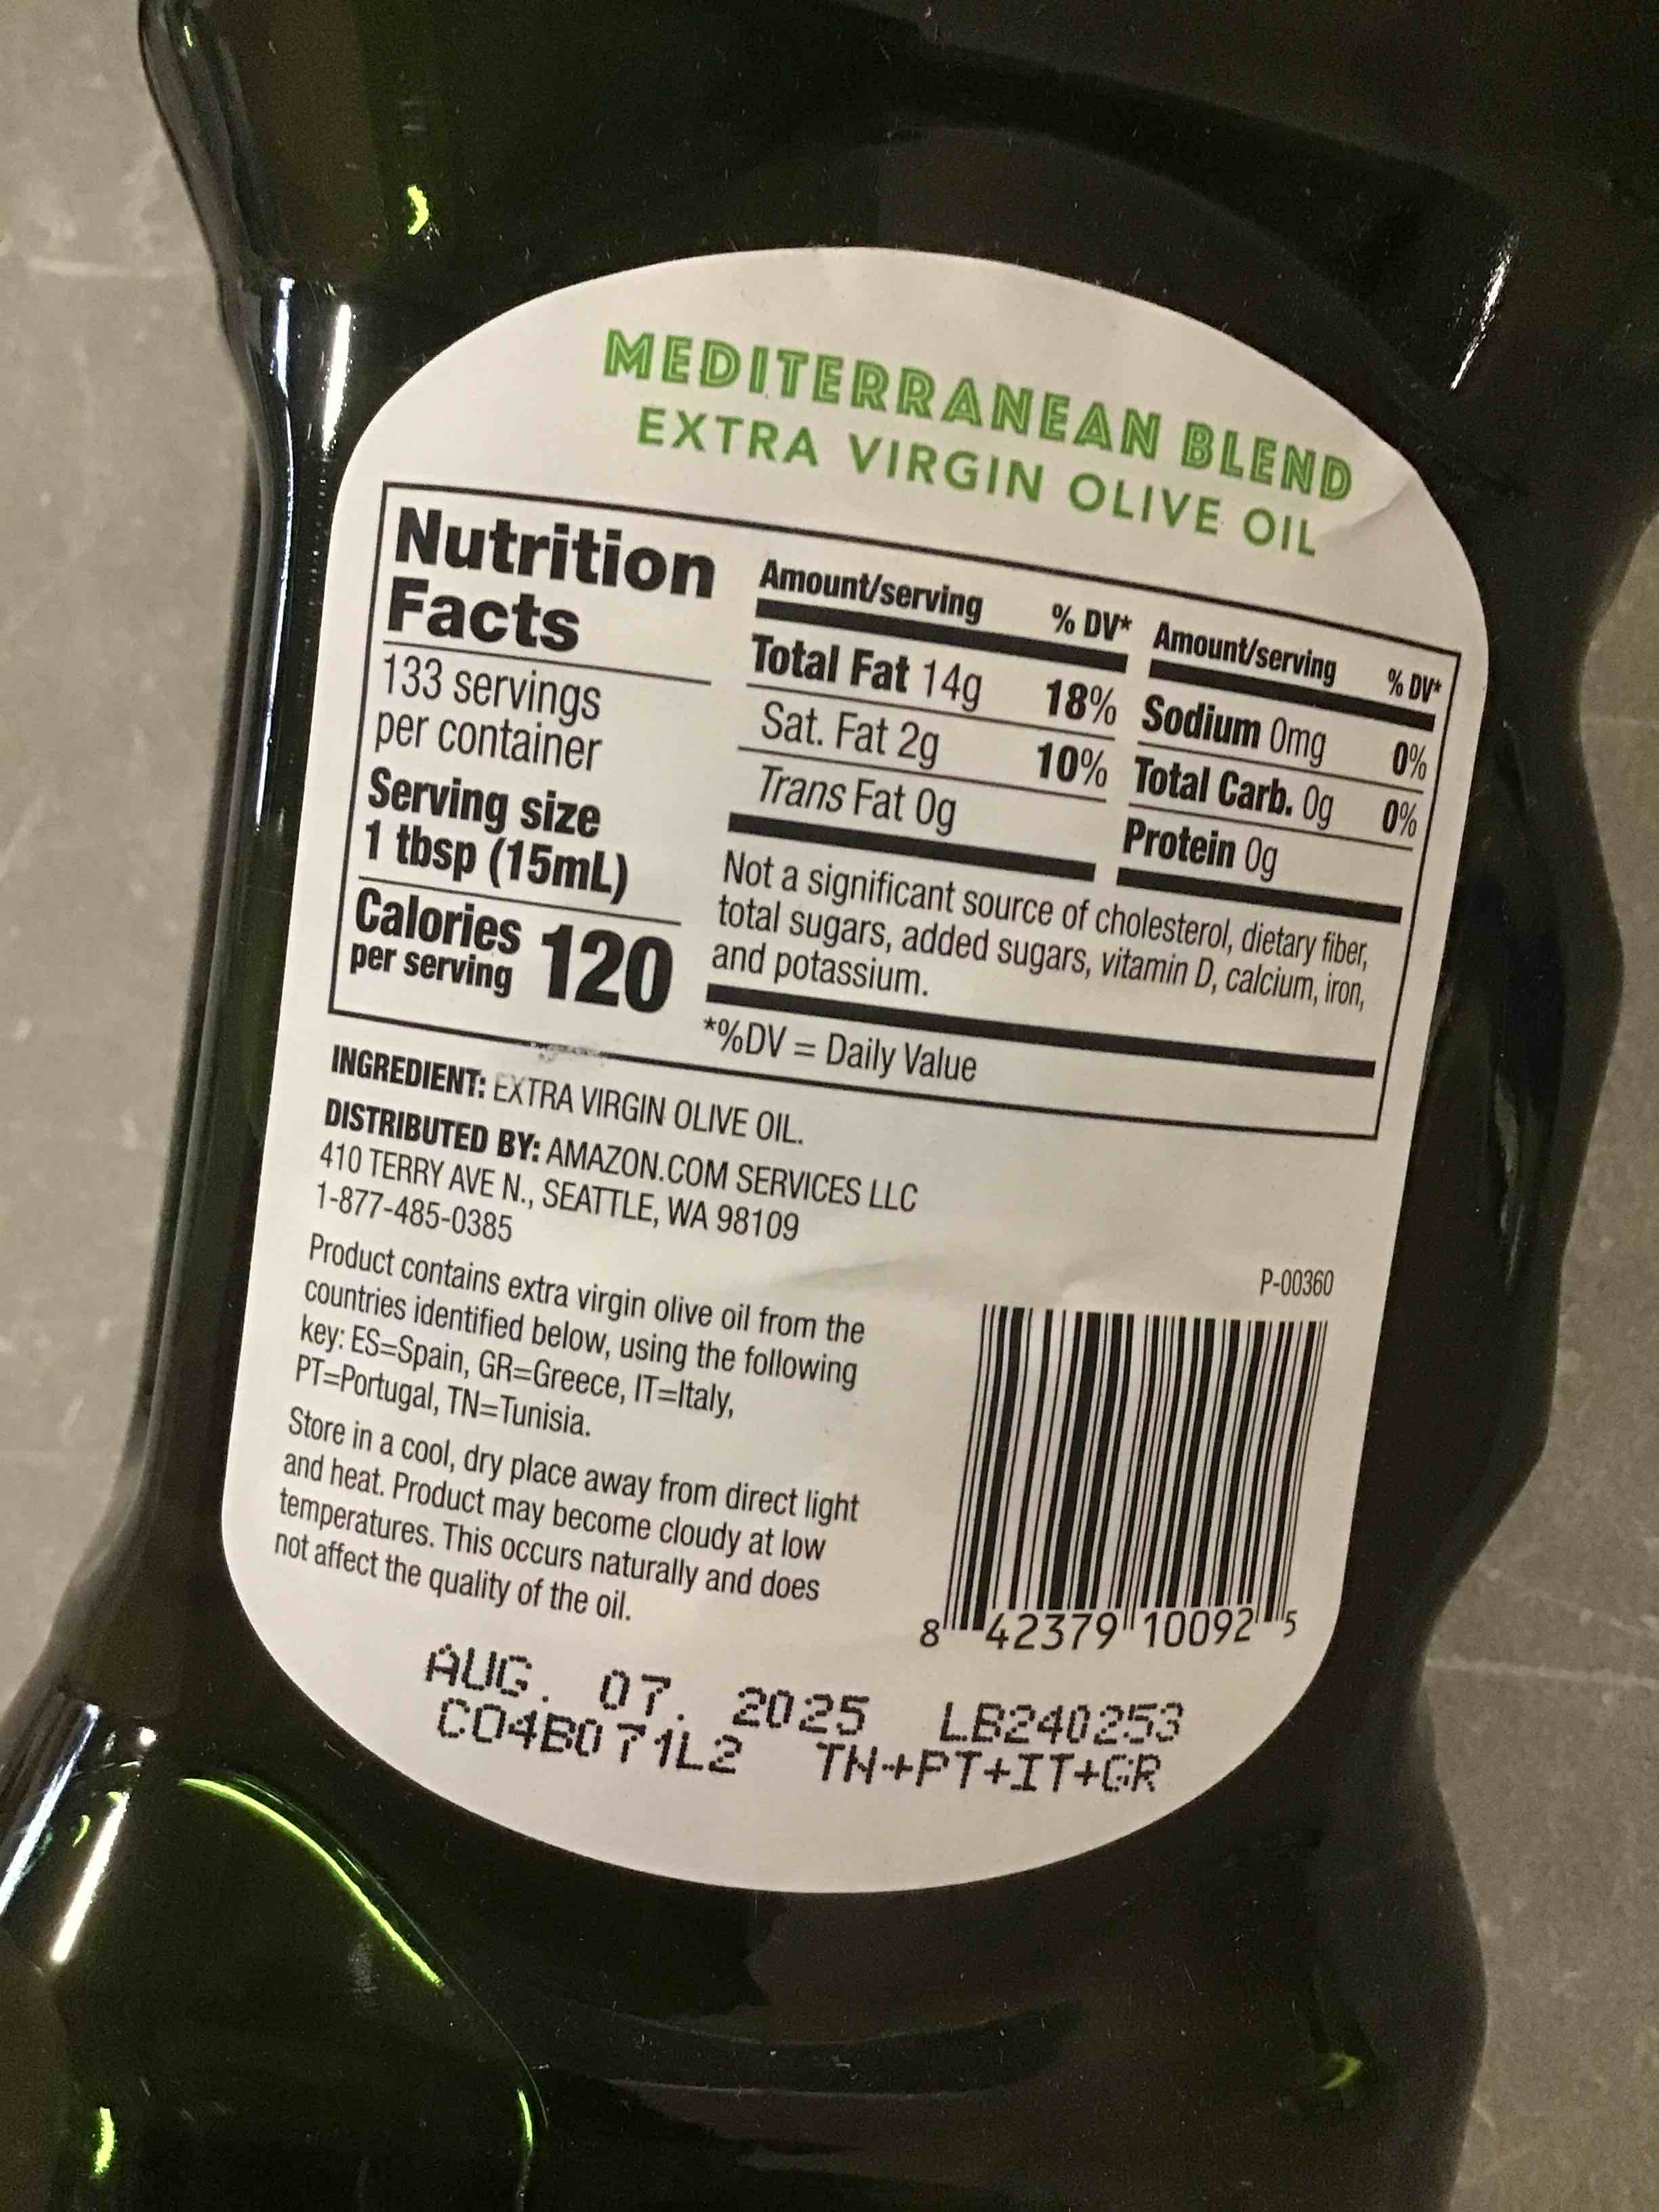 MEDITERRANEAN BLEND
EXTRA VIRGIN OLIVE OIL
Nutrition
Facts
133 servings
per container
Serving size
1 tbsp (15mL)
Calories
per serving 120
Amount/serving % DV*
Total Fat 14g 18%
Sat. Fat 2g 10%
Trans Fat 0g
Amount/serving % DV*
Sodium 0mg 0%
Total Carb. 0g 0%
Protein 0g
Not a significant source of cholesterol, dietary fiber,
total sugars, added sugars, vitamin D, calcium, iron,
and potassium.
*%DV = Daily Value
INGREDIENT: EXTRA VIRGIN OLIVE OIL.
DISTRIBUTED BY: AMAZON.COM SERVICES LLC
410 TERRY AVE N., SEATTLE, WA 98109
1-877-485-0385
Product contains extra virgin olive oil from the
countries identified below, using the following
key: ES=Spain, GR=Greece, IT=Italy,
PT=Portugal, TN=Tunisia.
Store in a cool, dry place away from direct light
and heat. Product may become cloudy at low
temperatures. This occurs naturally and does
not affect the quality of the oil.
P-00360
8 42379 10092 5
AUG. 07. 2025 LB240253
C04B071L2 TN+PT+IT+GR